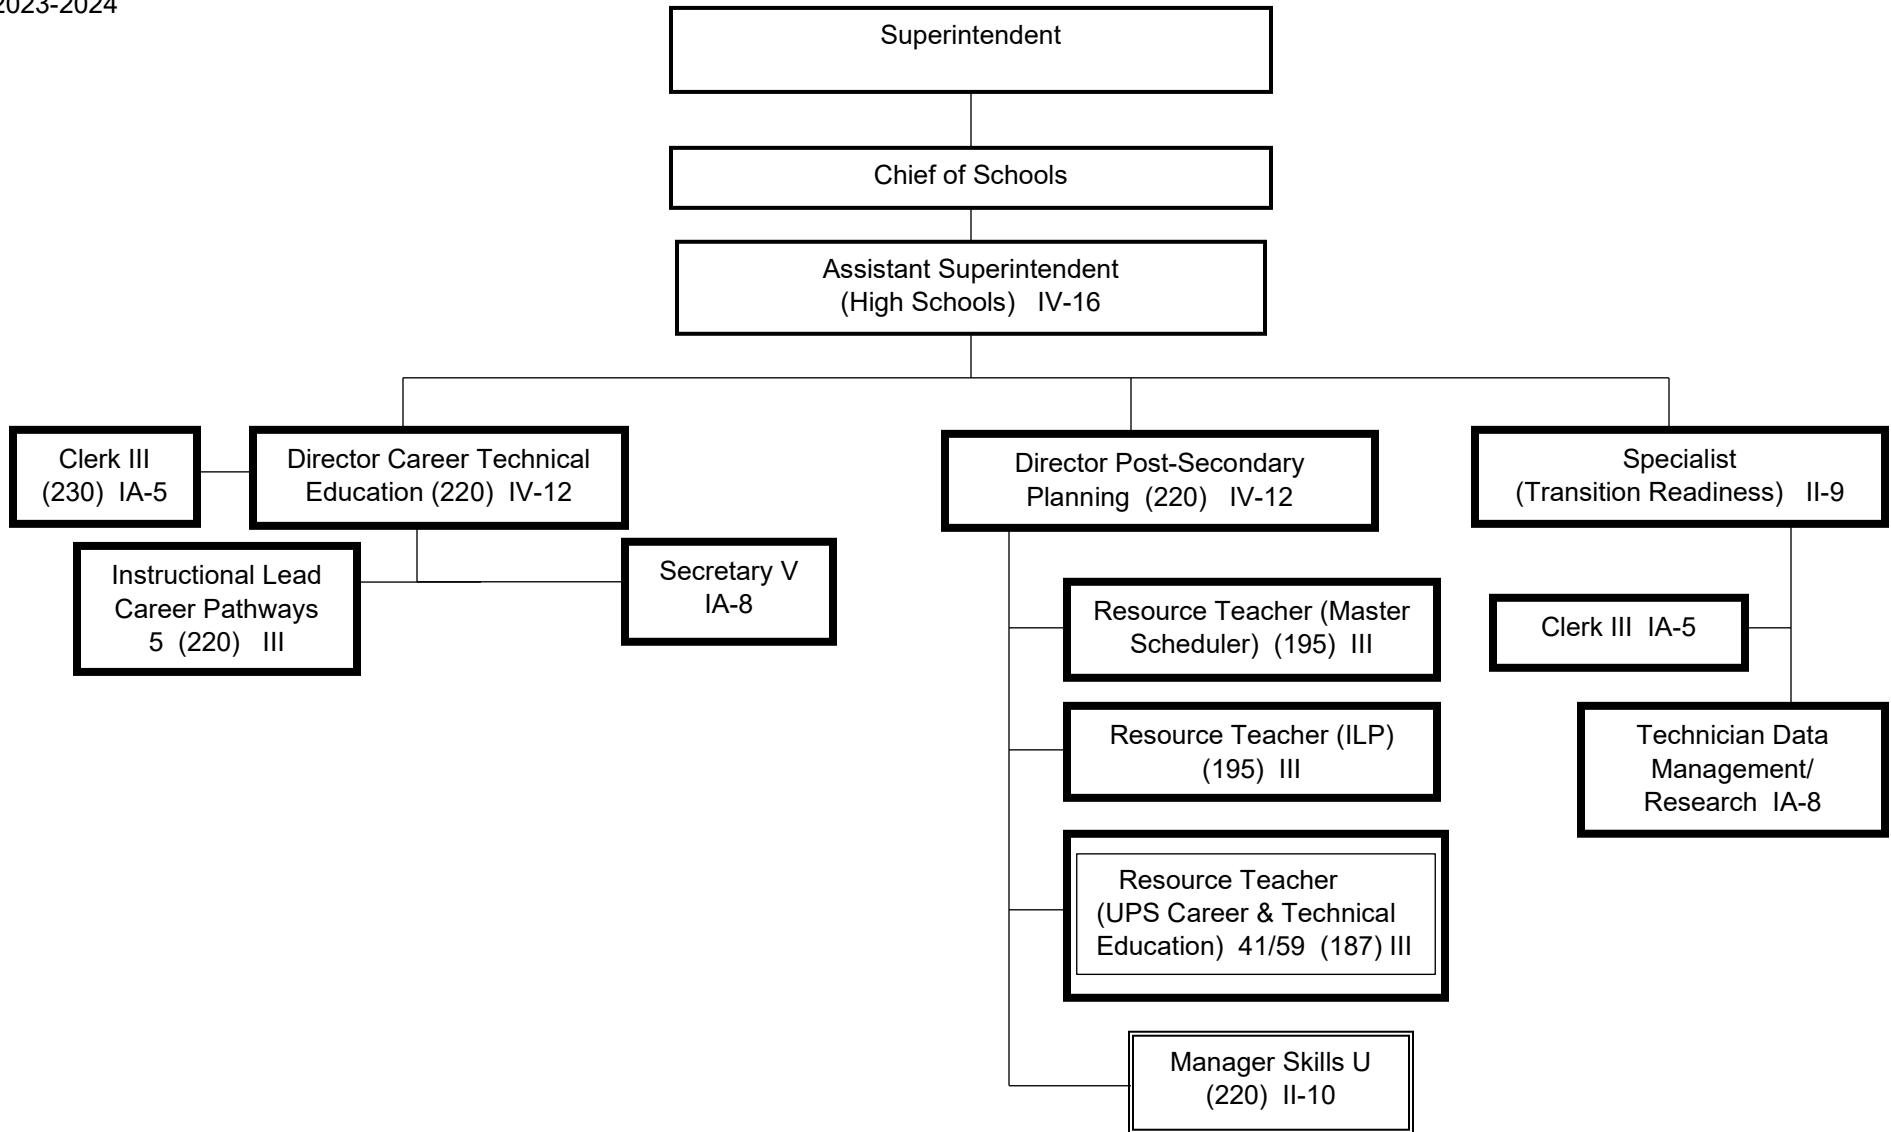 2023-2024
Superintendent
Chief of Schools
Assistant Superintendent
(High Schools) IV-16
Clerk III
(230) IA-5
Director Career Technical
Education (220) IV-12
Director Post-Secondary
Planning (220) IV-12
Specialist
(Transition Readiness) II-9
Instructional Lead
Career Pathways
5 (220) III
Secretary V
IA-8
Resource Teacher (Master
Scheduler) (195) III
Clerk III IA-5
Resource Teacher (ILP)
(195) III
Technician Data
Management/
Research IA-8
Resource Teacher
(UPS Career & Technical
Education) 41/59 (187) III
Manager Skills U
(220) II-10